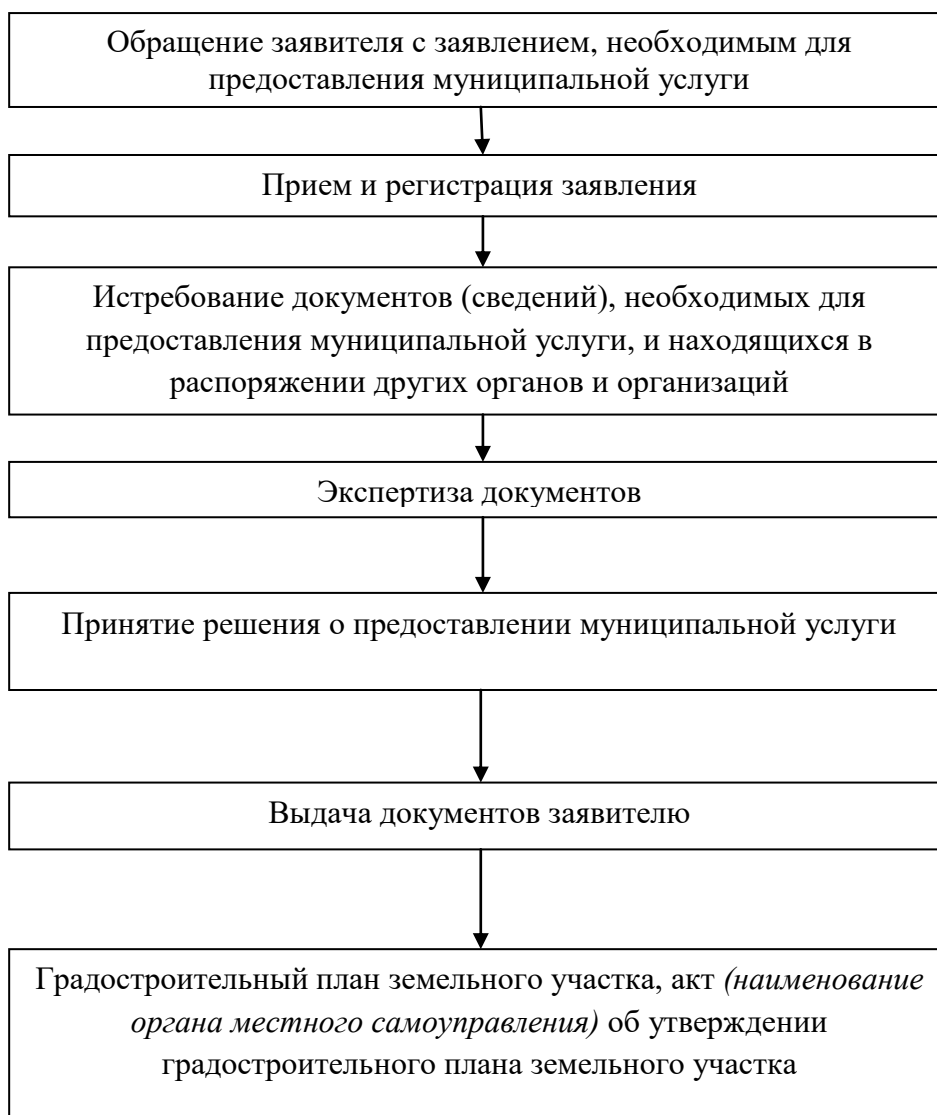 Обращение заявителя с заявлением, необходимым для
предоставления муниципальной услуги
Прием и регистрация заявления
Истребование документов (сведений), необходимых для
предоставления муниципальной услуги, и находящихся в
распоряжении других органов и организаций
Экспертиза документов
Принятие решения о предоставлении муниципальной услуги
Выдача документов заявителю
Градостроительный план земельного участка, акт (наименование
органа местного самоуправления) об утверждении
градостроительного плана земельного участка